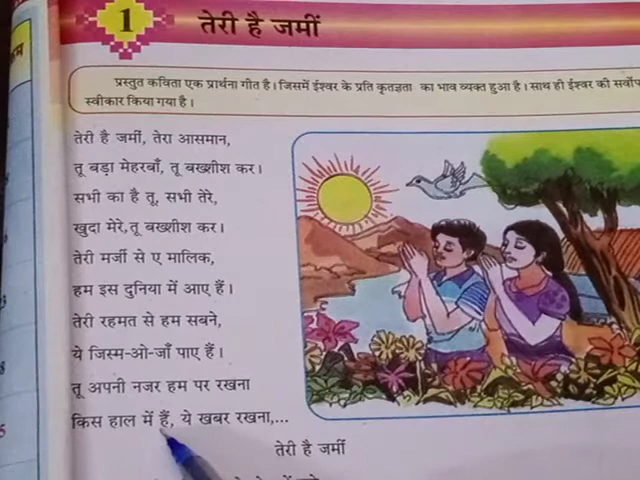 1
तेरी है जमीं
प्रस्तुत कविता एक प्रार्थना गीत है। जिसमें ईश्वर के प्रति कृतज्ञता का भाव व्यक्त हुआ है। साथ ही ईश्वर की
स्वीकार किया गया है।
तेरी है जमीं, तेरा आसमान,
तू बड़ा मेहरबाँ, तू बख्शीश कर।
सभी का है तू, सभी तेरे,
खुदा मेरे, तू बख्शीश कर।
तेरी मर्जी से ए मालिक,
हम इस दुनिया में आए हैं।
तेरी रहमत से हम सबने,
ये जिस्म-ओ-जाँ पाए हैं।
तू अपनी नजर हम पर रखना
किस हाल में हैं, ये खबर रखना,...
तेरी है जमीं